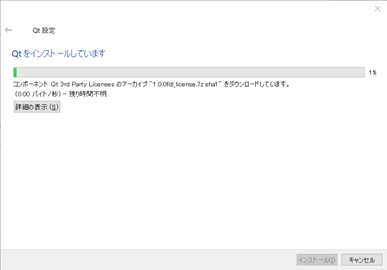 Qt 設定
Qt をインストールしています
1%
コンポーネント Qt 3rd Party Licenses のアーカイブ "1.0.0fdl_license.7z.sha1" をダウンロードしています。
(0.00 バイト/秒) - 残り時間不明
詳細の表示(S)
インストール(I)
キャンセル